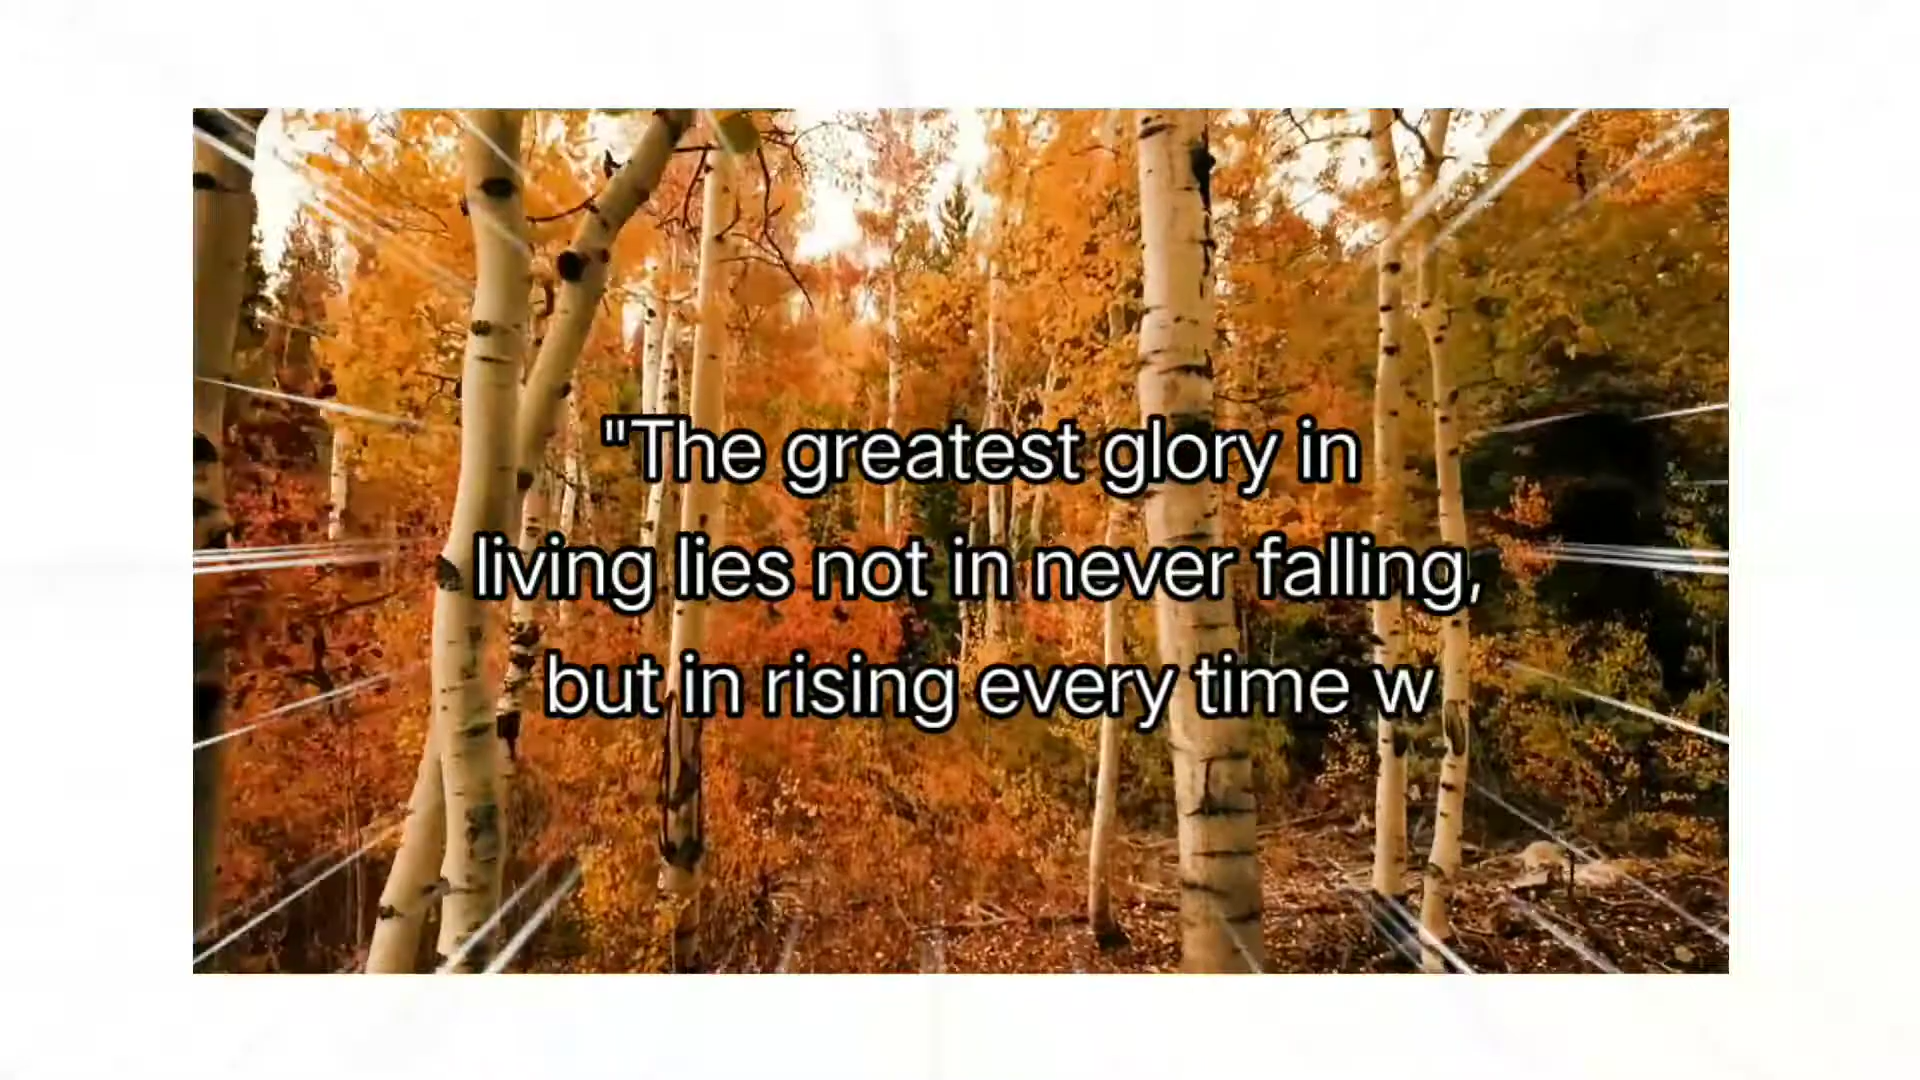 "The greatest glory in
living lies not in never falling,
but in rising every time w